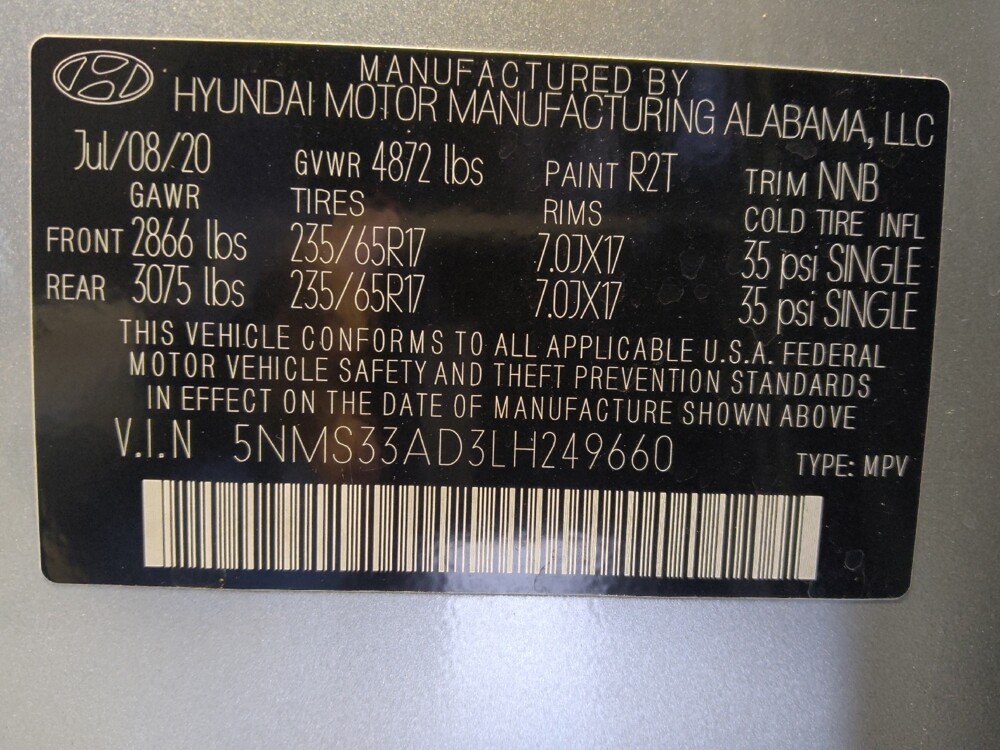 MANUFACTURED BY
HYUNDAI MOTOR MANUFACTURING ALABAMA, LLC
Jul/08/20 GVWR 4872 lbs PAINT R2T TRIM NNB
GAWR TIRES RIMS COLD TIRE INFL
FRONT 2866 lbs 235/65R17 7.0JX17 35 psi SINGLE
REAR 3075 lbs 235/65R17 7.0JX17 35 psi SINGLE
THIS VEHICLE CONFORMS TO ALL APPLICABLE U.S.A. FEDERAL
MOTOR VEHICLE SAFETY AND THEFT PREVENTION STANDARDS
IN EFFECT ON THE DATE OF MANUFACTURE SHOWN ABOVE
V.I.N 5NMS33AD3LH249660 TYPE: MPV